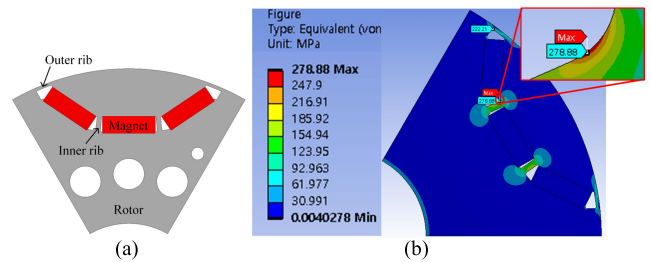 Outer rib
Magnet
Inner rib
Rotor
(a)
Figure
Type: Equivalent (von
Unit: MPa
278.88 Max
247.9
216.91
185.92
154.94
123.95
92.963
61.977
30.991
0.0040278 Min
222.21
Max
278.88
Max
278.88
(b)